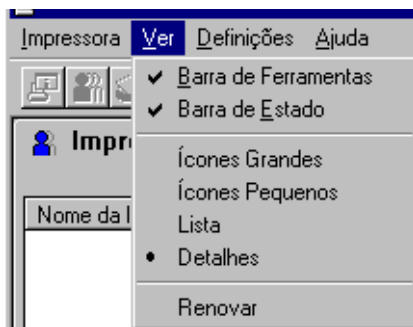 Impressora Ver Definições Ajuda
Barra de Ferramentas
Barra de Estado
Ícones Grandes
Ícones Pequenos
Lista
Detalhes
Renovar
Nome da